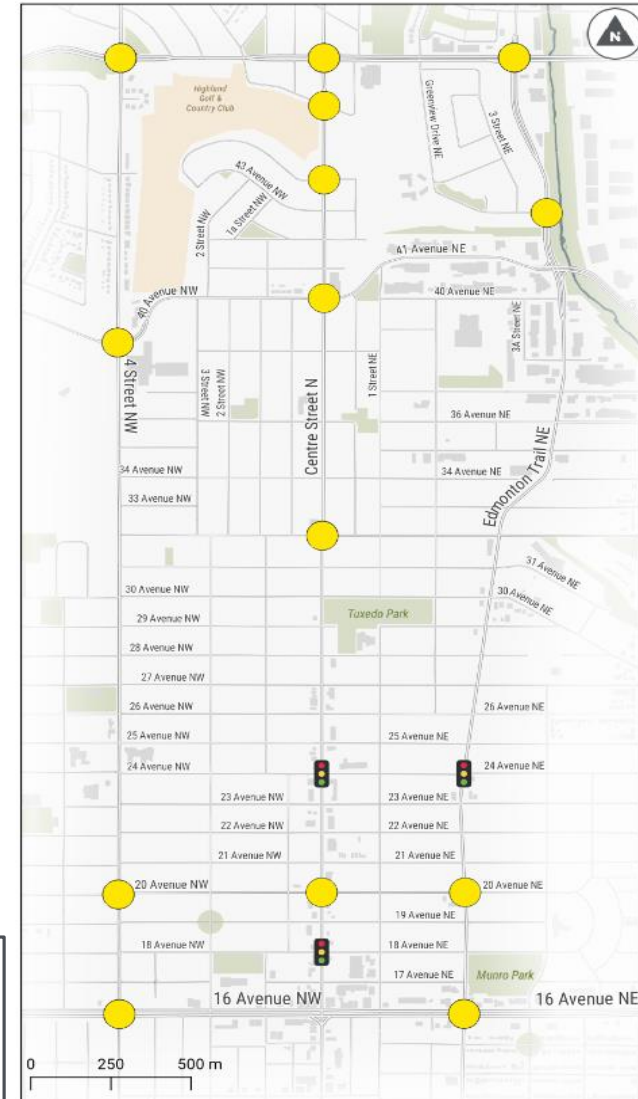 N
Highland
Golf &
Country Club
Greenview Drive NE
3 Street NE
43 Avenue NW
1a Street NW
2 Street NW
41 Avenue NE
40 Avenue NW
40 Avenue NE
3A Street NE
4 Street NW
3 Street NW
2 Street NW
Centre Street N
1 Street NE
36 Avenue NE
34 Avenue NW
34 Avenue NE
33 Avenue NW
Edmonton Trail NE
31 Avenue NE
30 Avenue NW
30 Avenue NE
29 Avenue NW
Tuxedo Park
28 Avenue NW
27 Avenue NW
26 Avenue NW
26 Avenue NE
25 Avenue NW
25 Avenue NE
24 Avenue NW
24 Avenue NE
23 Avenue NW
23 Avenue NE
22 Avenue NW
22 Avenue NE
21 Avenue NW
21 Avenue NE
20 Avenue NW
20 Avenue NE
19 Avenue NE
18 Avenue NW
18 Avenue NE
17 Avenue NE
Munro Park
16 Avenue NW
16 Avenue NE
0 250 500 m